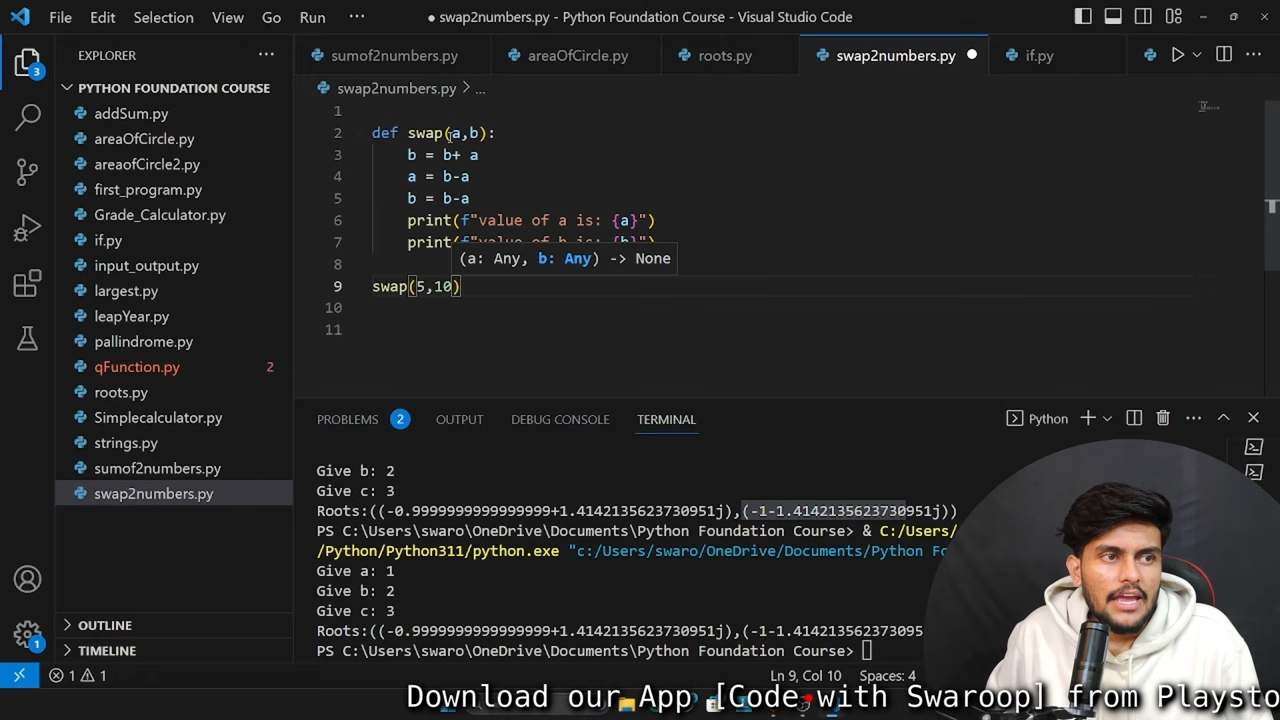 File Edit Selection View Go Run ··· ● swap2numbers.py - Python Foundation Course - Visual Studio Code
EXPLORER ···
sumof2numbers.py areaOfCircle.py roots.py swap2numbers.py ● if.py ···
PYTHON FOUNDATION COURSE
addSum.py
areaOfCircle.py
areaofCircle2.py
first_program.py
Grade_Calculator.py
if.py
input_output.py
largest.py
leapYear.py
pallindrome.py
qFunction.py 2
roots.py
Simplecalculator.py
strings.py
sumof2numbers.py
swap2numbers.py
OUTLINE
TIMELINE
3
1
swap2numbers.py > ...
1
2 def swap(a,b):
3 b = b+ a
4 a = b-a
5 b = b-a
6 print(f"value of a is: {a}")
7 print(f"value of b is: {b}")
(a: Any, b: Any) -> None
8
9 swap(5,10)
10
11
PROBLEMS 2 OUTPUT DEBUG CONSOLE TERMINAL Python ···
Give b: 2
Give c: 3
Roots:((-0.9999999999999999+1.4142135623730951j),(-1-1.4142135623730951j))
PS C:\Users\swaro\OneDrive\Documents\Python Foundation Course> & C:/Users/
/Python/Python311/python.exe "c:/Users/swaro/OneDrive/Documents/Python Fo
Give a: 1
Give b: 2
Give c: 3
Roots:((-0.9999999999999999+1.4142135623730951j),(-1-1.414213562373095
PS C:\Users\swaro\OneDrive\Documents\Python Foundation Course>
1 1 Ln 9, Col 10 Spaces: 4
Download our App [Code with Swaroop] from Playsto